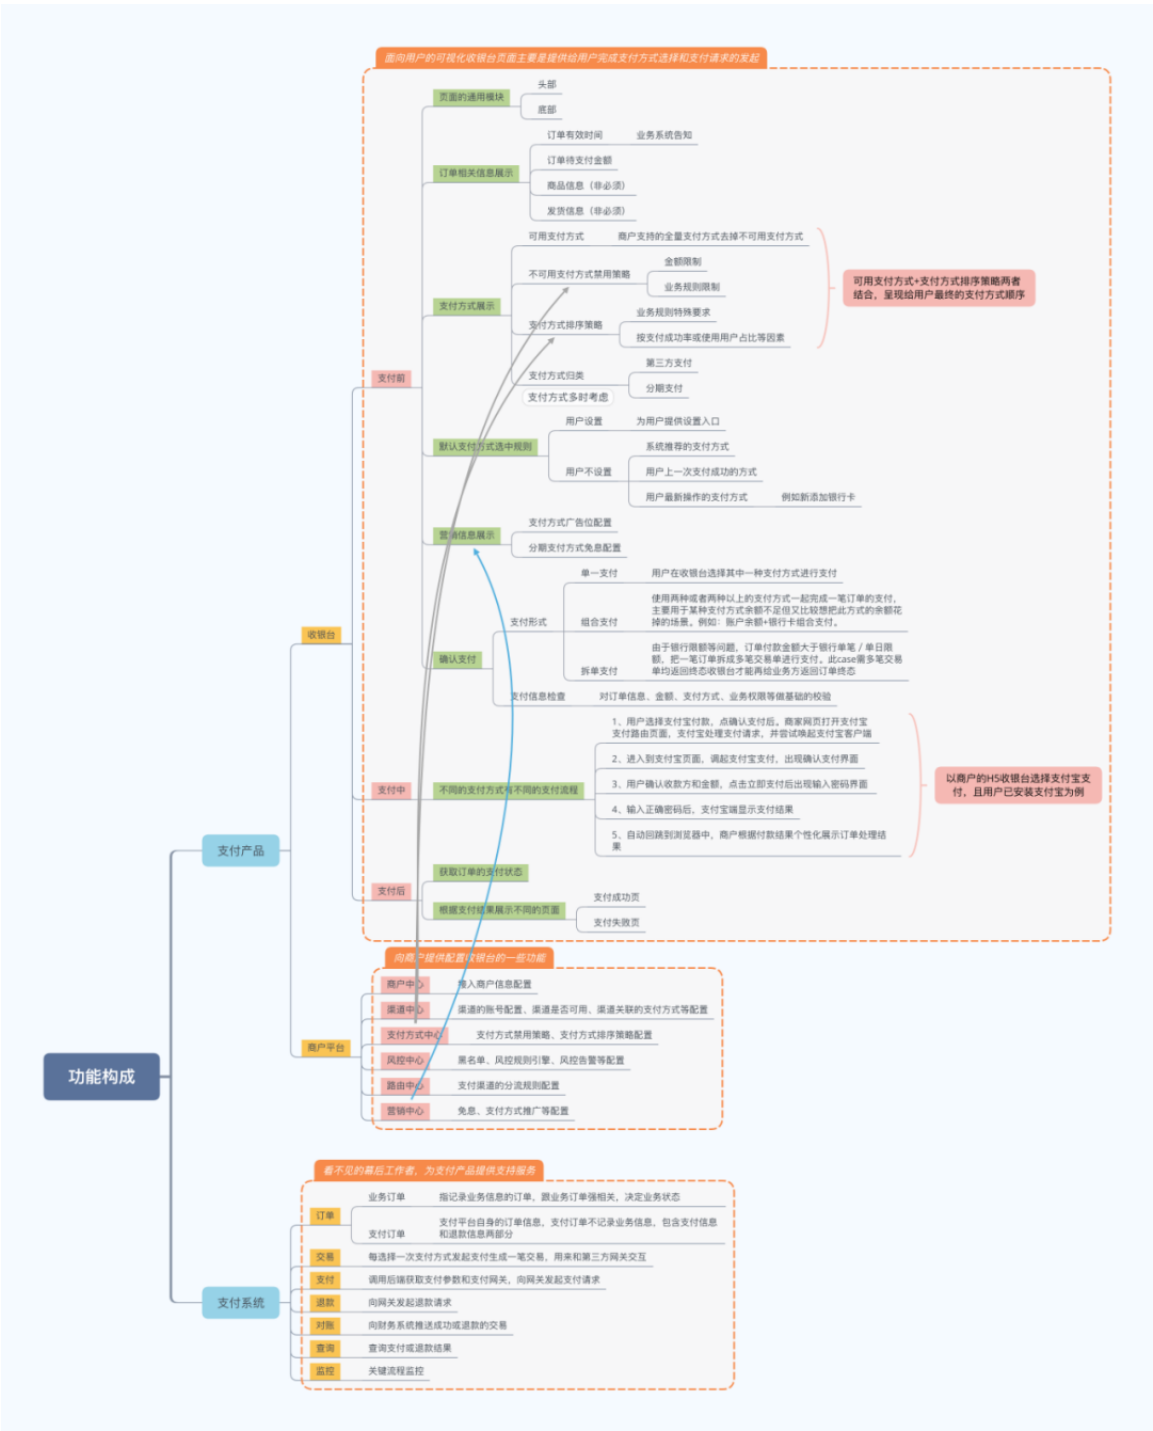 面向用户的可视化收银台页面主要是提供给用户完成支付方式选择和支付请求的发起
页面的通用模块
头部
底部
订单相关信息展示
订单有效时间
业务系统告知
订单待支付金额
商品信息（非必须）
发货信息（非必须）
支付方式展示
可用支付方式
商户支持的全量支付方式去掉不可用支付方式
不可用支付方式禁用策略
金额限制
业务规则限制
支付方式排序策略
业务规则特殊要求
按支付成功率或使用用户占比等因素
支付方式归类
第三方支付
分期支付
支付方式多时考虑
可用支付方式+支付方式排序策略两者
结合，呈现给用户最终的支付方式顺序
支付前
默认支付方式选中规则
用户设置
为用户提供设置入口
用户不设置
系统推荐的支付方式
用户上一次支付成功的方式
用户最新操作的支付方式
例如新添加银行卡
营销信息展示
支付方式广告位配置
分期支付方式免息配置
收银台
确认支付
支付形式
单一支付
用户在收银台选择其中一种支付方式进行支付
组合支付
使用两种或者两种以上的支付方式一起完成一笔订单的支付，
主要用于某种支付方式余额不足但又比较想把此方式的余额花
掉的场景。例如：账户余额+银行卡组合支付。
拆单支付
由于银行限额等问题，订单付款金额大于银行单笔 / 单日限
额，把一笔订单拆成多笔交易单进行支付。此case需多笔交易
单均返回终态收银台才能再给业务方返回订单终态
支付信息检查
对订单信息、金额、支付方式、业务权限等做基础的校验
支付中
不同的支付方式有不同的支付流程
1、用户选择支付宝付款，点确认支付后。商家网页打开支付宝
支付路由页面，支付宝处理支付请求，并尝试唤起支付宝客户端
2、进入到支付宝页面，调起支付宝支付，出现确认支付界面
3、用户确认收款方和金额，点击立即支付后出现输入密码界面
4、输入正确密码后，支付宝端显示支付结果
5、自动回跳到浏览器中，商户根据付款结果个性化展示订单处理结
果
以商户的H5收银台选择支付宝支
付，且用户已安装支付宝为例
支付产品
支付后
获取订单的支付状态
根据支付结果展示不同的页面
支付成功页
支付失败页
向商户提供配置收银台的一些功能
商户中心
接入商户信息配置
渠道中心
渠道的账号配置、渠道是否可用、渠道关联的支付方式等配置
支付方式中心
支付方式禁用策略、支付方式排序策略配置
商户平台
风控中心
黑名单、风控规则引擎、风控告警等配置
路由中心
支付渠道的分流规则配置
营销中心
免息、支付方式推广等配置
功能构成
看不见的幕后工作者，为支付产品提供支持服务
订单
业务订单
指记录业务信息的订单，跟业务订单强相关，决定业务状态
支付订单
支付平台自身的订单信息，支付订单不记录业务信息，包含支付信息
和退款信息两部分
交易
每选择一次支付方式发起支付生成一笔交易，用来和第三方网关交互
支付
调用后端获取支付参数和支付网关，向网关发起支付请求
支付系统
退款
向网关发起退款请求
对账
向财务系统推送成功或退款的交易
查询
查询支付或退款结果
监控
关键流程监控